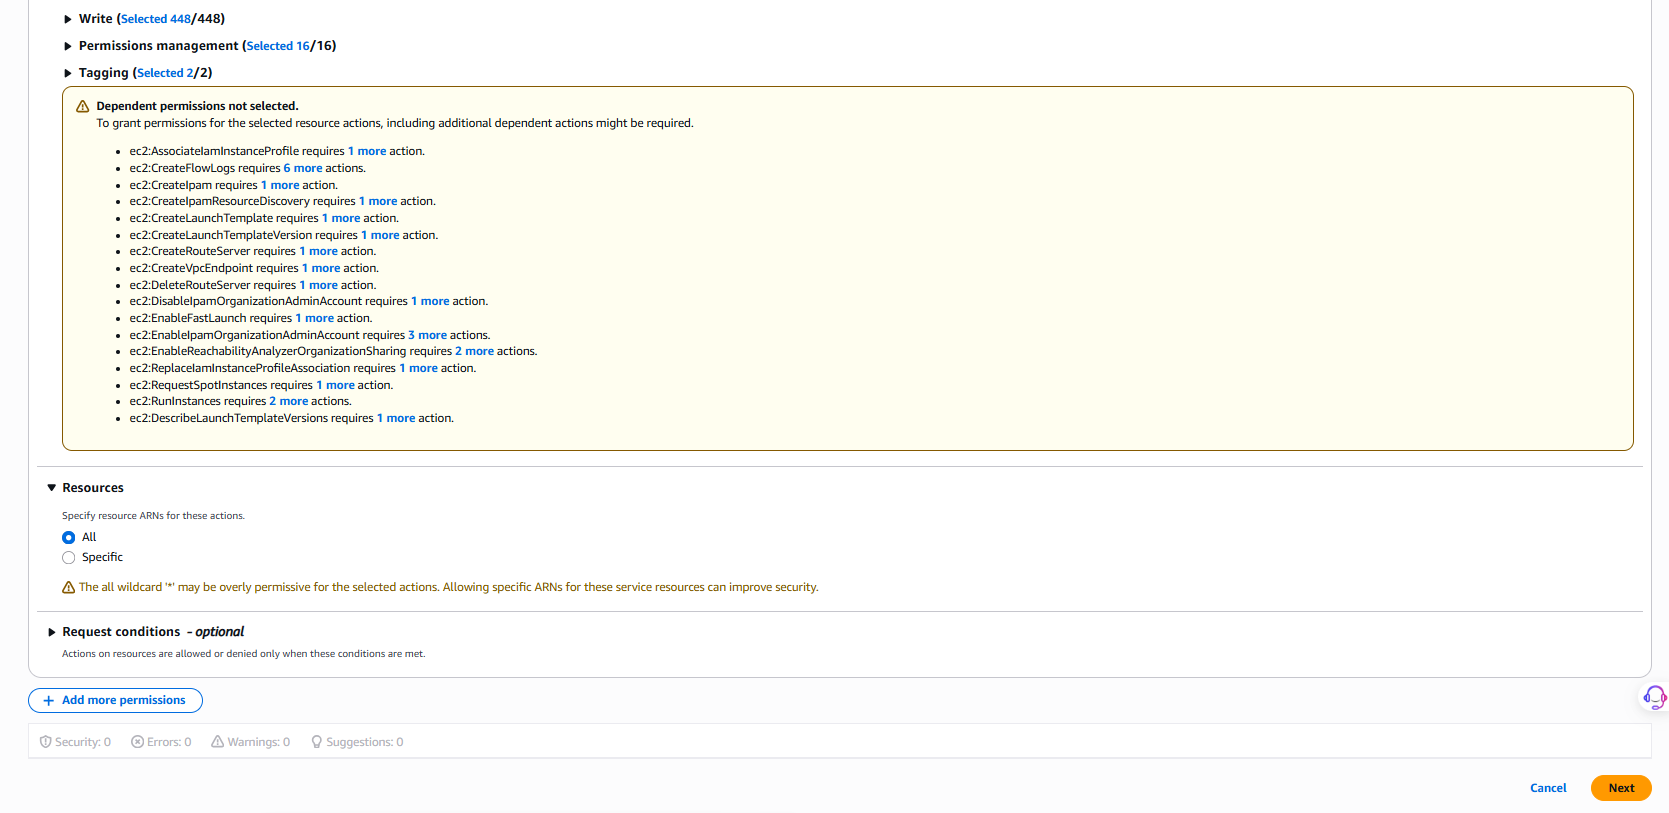 Write (Selected 448/448)
Permissions management (Selected 16/16)
Tagging (Selected 2/2)
Dependent permissions not selected.
To grant permissions for the selected resource actions, including additional dependent actions might be required.
ec2:AssociateIamInstanceProfile requires 1 more action.
ec2:CreateFlowLogs requires 6 more actions.
ec2:CreateIpam requires 1 more action.
ec2:CreateIpamResourceDiscovery requires 1 more action.
ec2:CreateLaunchTemplate requires 1 more action.
ec2:CreateLaunchTemplateVersion requires 1 more action.
ec2:CreateRouteServer requires 1 more action.
ec2:CreateVpcEndpoint requires 1 more action.
ec2:DeleteRouteServer requires 1 more action.
ec2:DisableIpamOrganizationAdminAccount requires 1 more action.
ec2:EnableFastLaunch requires 1 more action.
ec2:EnableIpamOrganizationAdminAccount requires 3 more actions.
ec2:EnableReachabilityAnalyzerOrganizationSharing requires 2 more actions.
ec2:ReplaceIamInstanceProfileAssociation requires 1 more action.
ec2:RequestSpotInstances requires 1 more action.
ec2:RunInstances requires 2 more actions.
ec2:DescribeLaunchTemplateVersions requires 1 more action.
Resources
Specify resource ARNs for these actions.
All
Specific
The all wildcard '*' may be overly permissive for the selected actions. Allowing specific ARNs for these service resources can improve security.
Request conditions - optional
Actions on resources are allowed or denied only when these conditions are met.
+ Add more permissions
Security: 0 Errors: 0 Warnings: 0 Suggestions: 0
Cancel Next